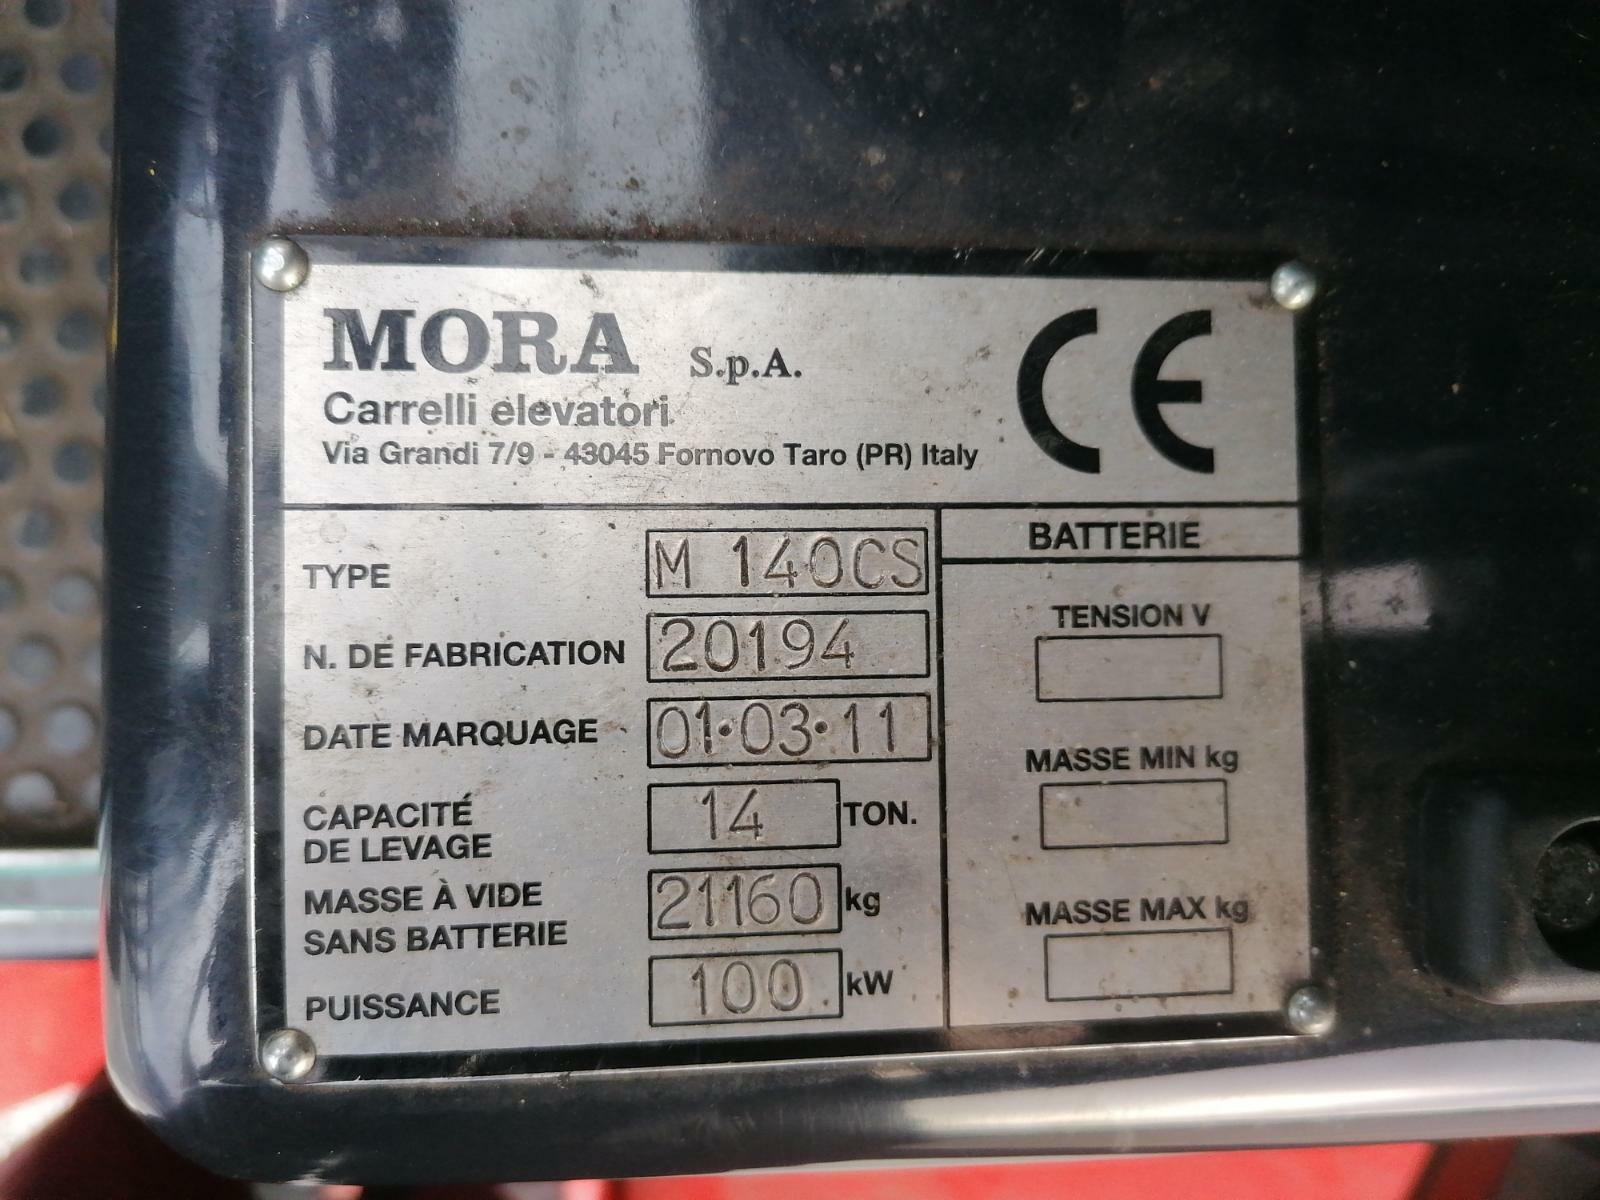 MORA S.p.A.
Carrelli elevatori
Via Grandi 7/9 - 43045 Fornovo Taro (PR) Italy
CE
TYPE M 140CS
N. DE FABRICATION 20194
DATE MARQUAGE 01·03·11
CAPACITÉ
DE LEVAGE 14 TON.
MASSE À VIDE
SANS BATTERIE 21160 kg
PUISSANCE 100 kW
BATTERIE
TENSION V
MASSE MIN kg
MASSE MAX kg